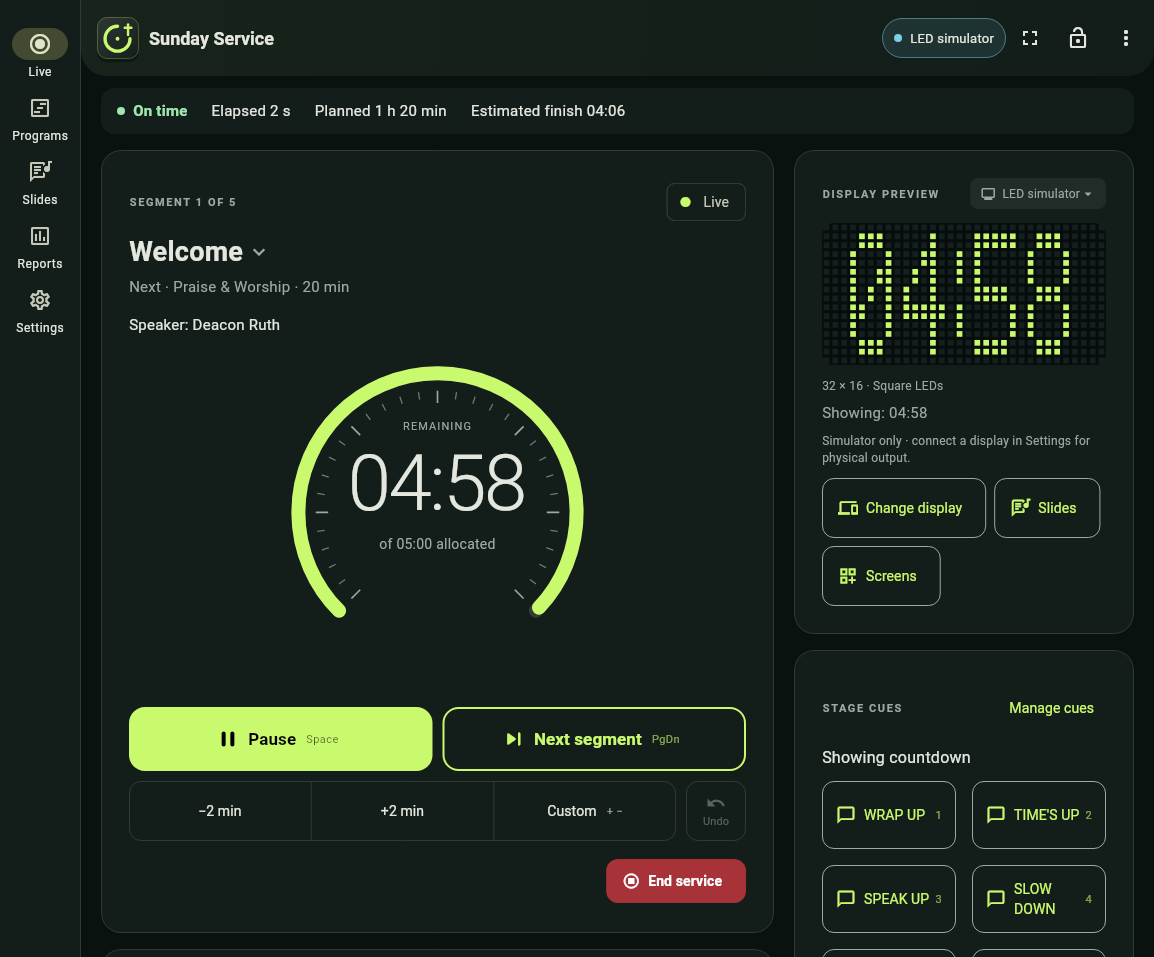 Sunday Service
LED simulator
Live
Programs
Slides
Reports
Settings
On time Elapsed 2 s Planned 1 h 20 min Estimated finish 04:06
SEGMENT 1 OF 5
Live
Welcome
Next · Praise & Worship · 20 min
Speaker: Deacon Ruth
REMAINING
04:58
of 05:00 allocated
Pause Space
Next segment PgDn
−2 min
+2 min
Custom + −
Undo
End service
DISPLAY PREVIEW
LED simulator
04:58
32 × 16 · Square LEDs
Showing: 04:58
Simulator only · connect a display in Settings for
physical output.
Change display
Slides
Screens
STAGE CUES
Manage cues
Showing countdown
WRAP UP 1
TIME'S UP 2
SPEAK UP 3
SLOW
DOWN 4